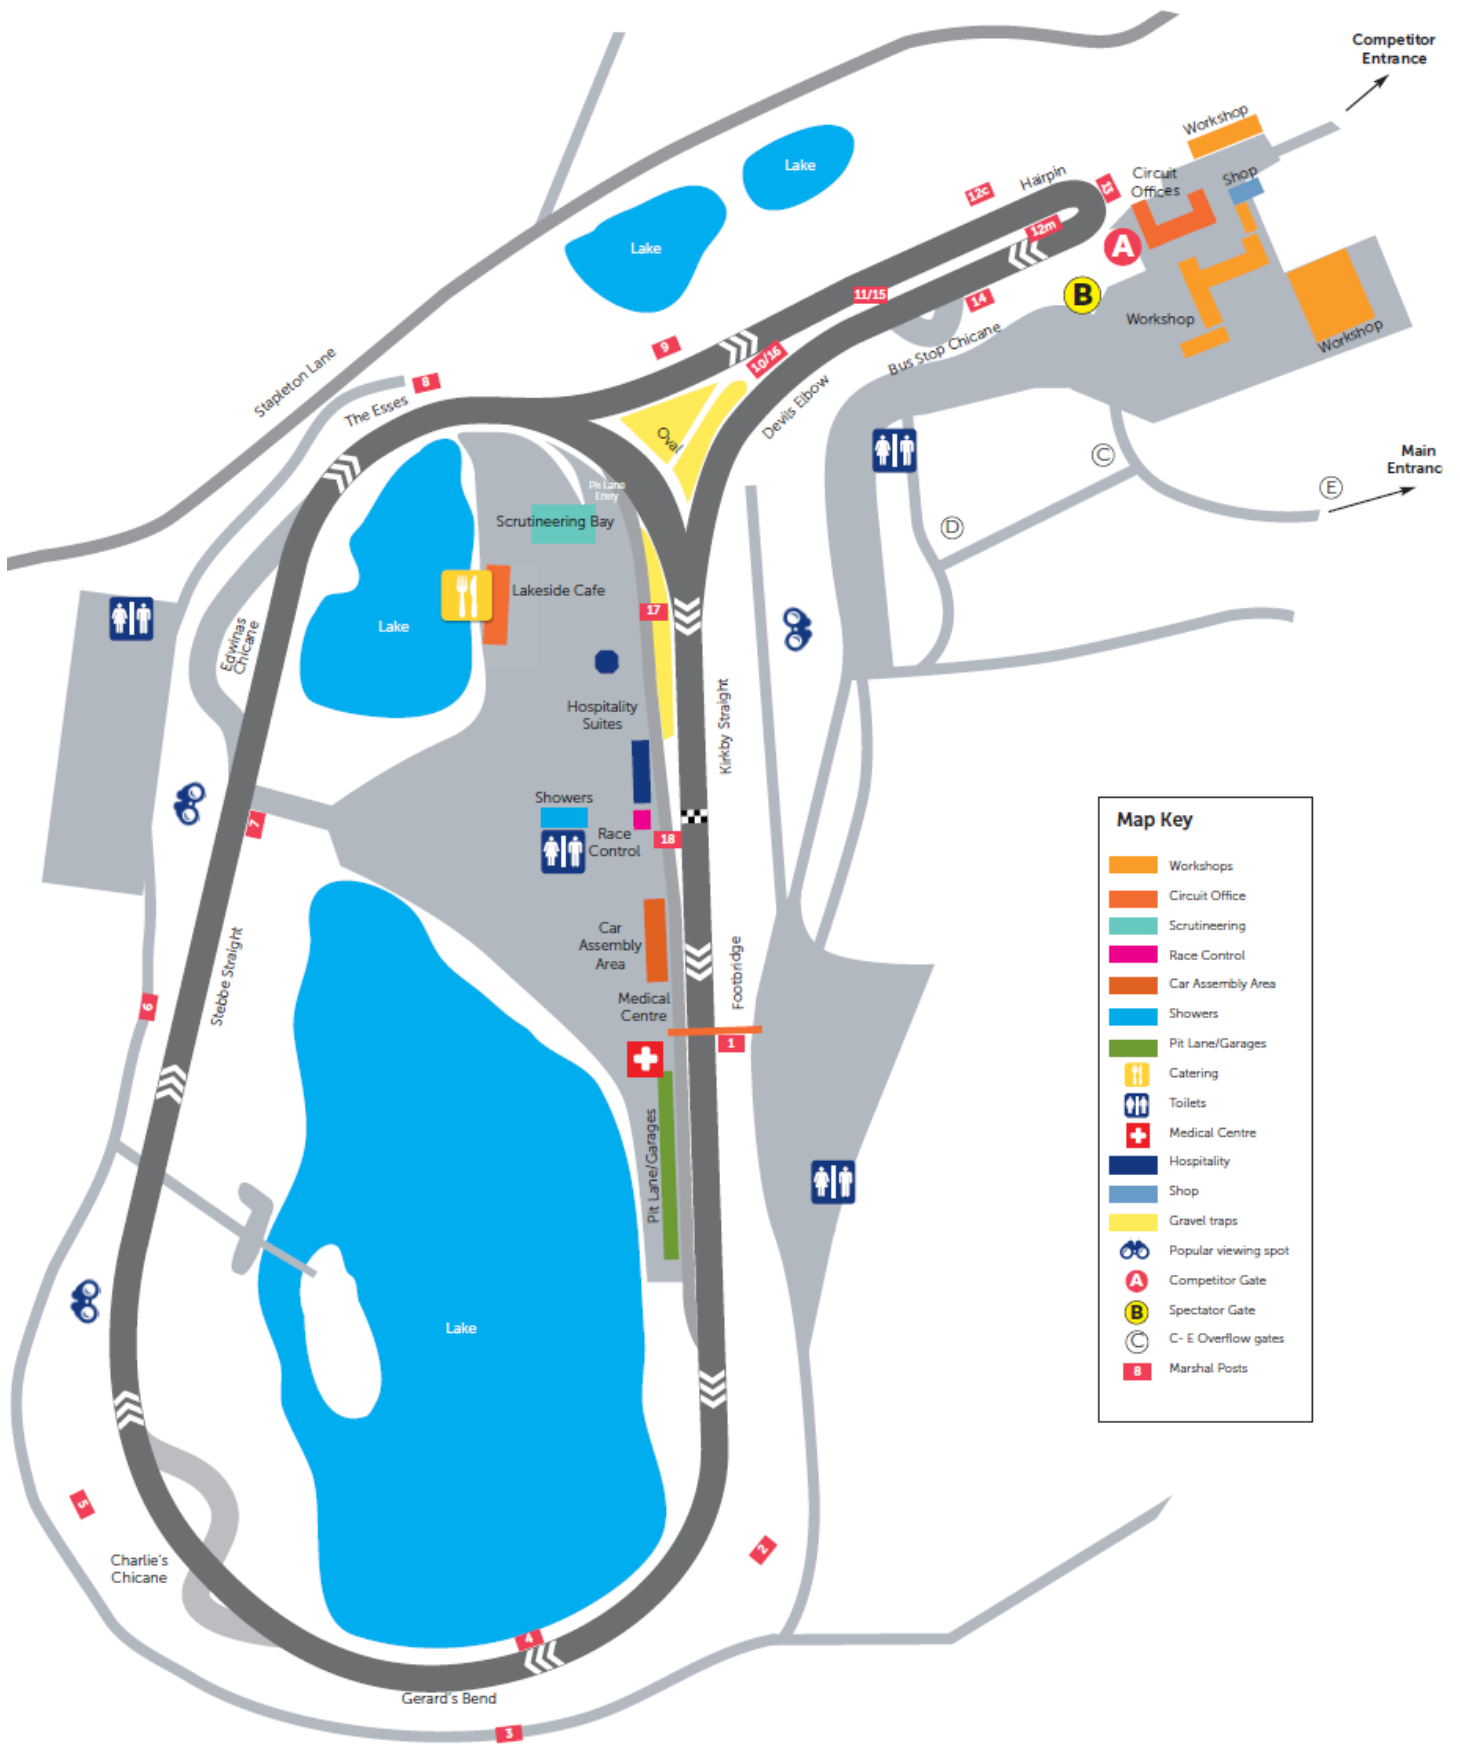 Competitor
Entrance
Workshop
Lake
Hairpin
12c
13
Circuit
Offices
Shop
12m
A
Lake
11/15
14
B
Workshop
Workshop
Bus Stop Chicane
9
10/16
Stapleton Lane
8
The Esses
Oval
Devils Elbow
C
Main
Entranc
E
D
Pit Lane
Entry
Scrutineering Bay
Lakeside Cafe
17
Lake
Edwinas
Chicane
Hospitality
Suites
Kirkby Straight
Showers
Race
Control
18
7
Car
Assembly
Area
Stebbe Straight
Footbridge
6
Medical
Centre
1
Pit Lane/Garages
Lake
5
Charlie's
Chicane
2
4
Gerard's Bend
3
Map Key
Workshops
Circuit Office
Scrutineering
Race Control
Car Assembly Area
Showers
Pit Lane/Garages
Catering
Toilets
Medical Centre
Hospitality
Shop
Gravel traps
Popular viewing spot
A Competitor Gate
B Spectator Gate
C C- E Overflow gates
8 Marshal Posts